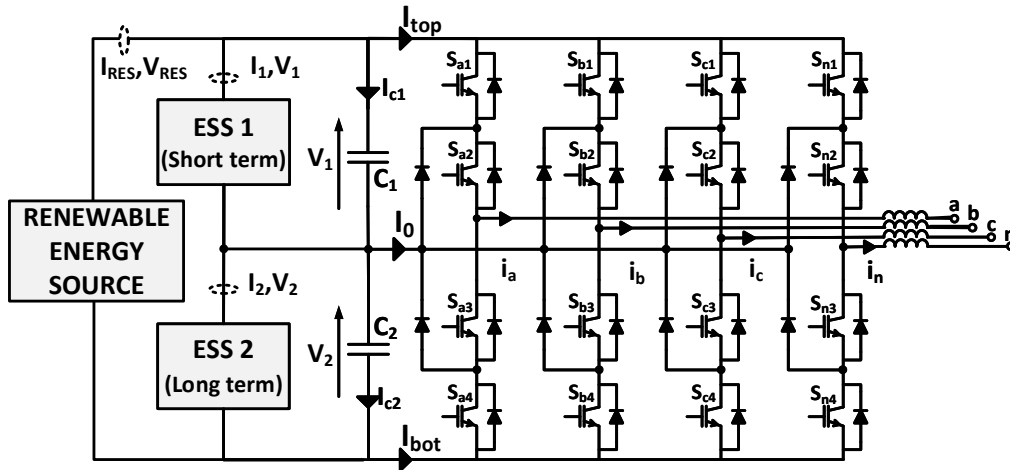 I_top
I_RES,V_RES
I_1,V_1
I_c1
ESS 1
(Short term)
V_1
C_1
RENEWABLE
ENERGY
SOURCE
I_0
I_2,V_2
ESS 2
(Long term)
V_2
C_2
I_c2
I_bot
S_a1
S_b1
S_c1
S_n1
S_a2
S_b2
S_c2
S_n2
a
b
c
n
i_a
i_b
i_c
i_n
S_a3
S_b3
S_c3
S_n3
S_a4
S_b4
S_c4
S_n4